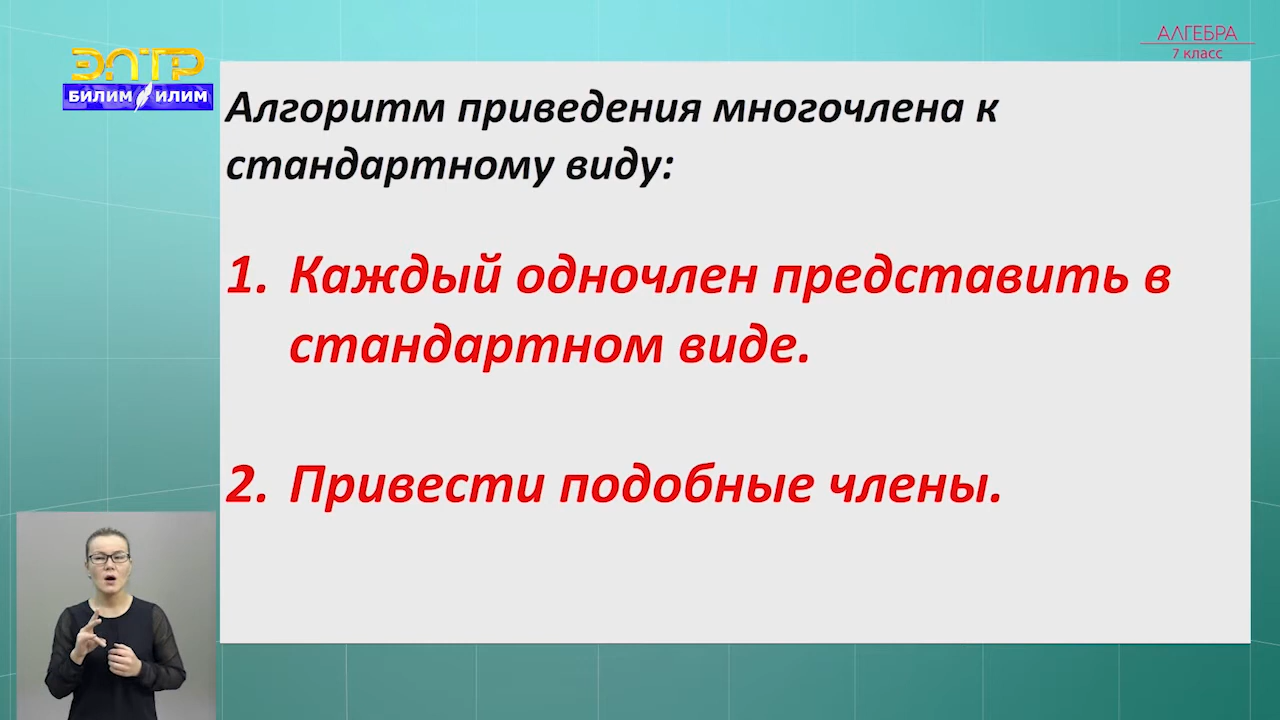 ЭЛТР
БИЛИМ ИЛИМ
АЛГЕБРА
7 класс
Алгоритм приведения многочлена к
стандартному виду:
1. Каждый одночлен представить в
стандартном виде.
2. Привести подобные члены.